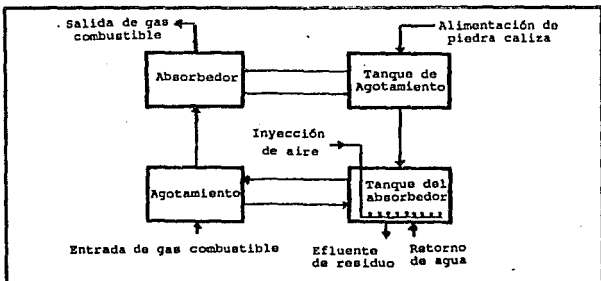 Salida de gas
combustible
Alimentación de
piedra caliza
Absorbedor
Tanque de
Agotamiento
Inyección
de aire
Agotamiento
Tanque del
absorbedor
Entrada de gas combustible
Efluente
de residuo
Retorno
de agua